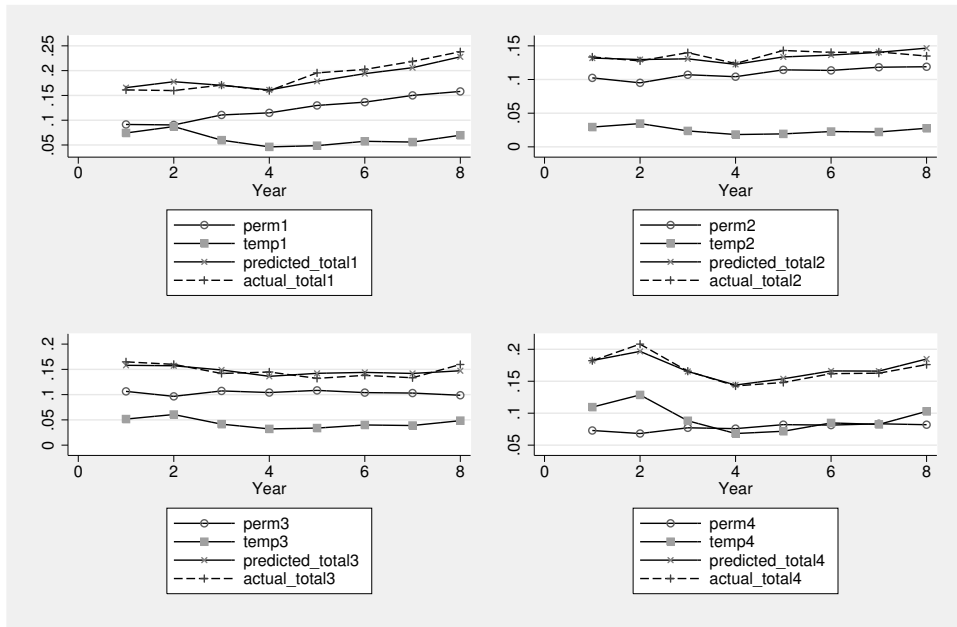 .25
.2
.15
.1
.05
0 2 4 6 8
Year
perm1
temp1
predicted_total1
actual_total1
.15
.1
.05
0
0 2 4 6 8
Year
perm2
temp2
predicted_total2
actual_total2
.2
.15
.1
.05
0
0 2 4 6 8
Year
perm3
temp3
predicted_total3
actual_total3
.2
.15
.1
.05
0 2 4 6 8
Year
perm4
temp4
predicted_total4
actual_total4